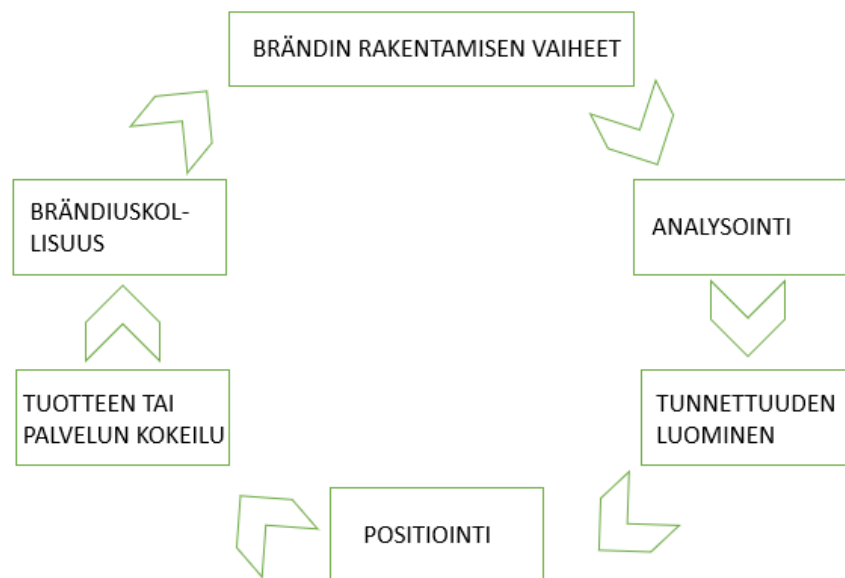 BRÄNDIN RAKENTAMISEN VAIHEET
ANALYSOINTI
TUNNETTUUDEN
LUOMINEN
POSITIOINTI
TUOTTEEN TAI
PALVELUN KOKEILU
BRÄNDIUSKOL-
LISUUS